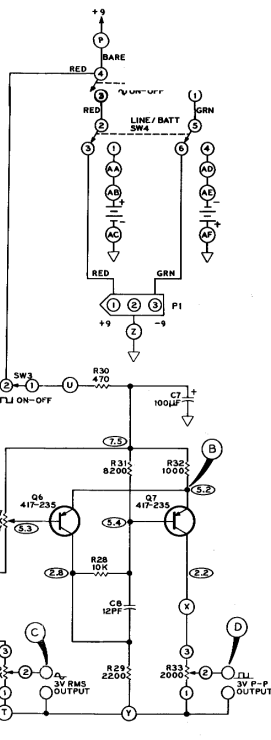 +9
P
BARE
RED
4
ON-OFF
RED
1
GRN
LINE/BATT
2
5
SW4
3
1
6
4
AA
AD
AB
AE
+
-
-
+
AC
AF
RED
GRN
1 2 3
P1
+9
-9
Z
SW3
2
1
U
R30
470
ON-OFF
C7
100µF
+
7.5
B
R31
8200
R32
1000
Q6
417-235
Q7
417-235
5.2
5.3
5.4
R28
10K
2.8
2.2
C8
12PF
X
C
D
3
3
R29
2200
R33
2000
2
3V RMS
OUTPUT
2
3V P-P
OUTPUT
1
1
T
Y